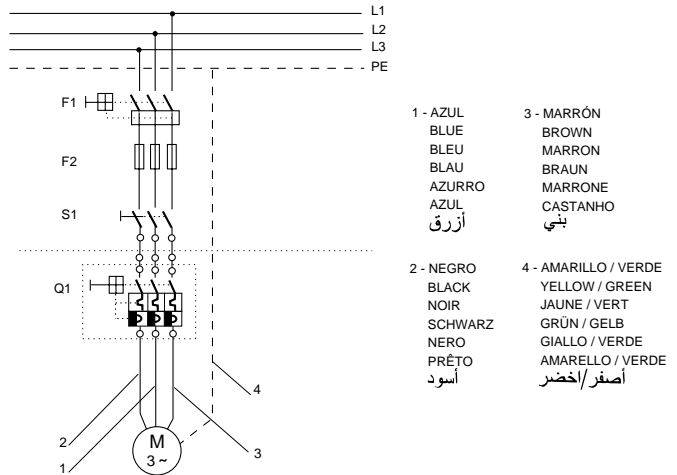 L1
L2
L3
PE
F1
F2
S1
Q1
M
3 ~
1
2
3
4
1 - AZUL
BLUE
BLEU
BLAU
AZURRO
AZUL
أزرق
3 - MARRÓN
BROWN
MARRON
BRAUN
MARRONE
CASTANHO
بني
2 - NEGRO
BLACK
NOIR
SCHWARZ
NERO
PRÊTO
أسود
4 - AMARILLO / VERDE
YELLOW / GREEN
JAUNE / VERT
GRÜN / GELB
GIALLO / VERDE
AMARELLO / VERDE
أصفر/اخضر